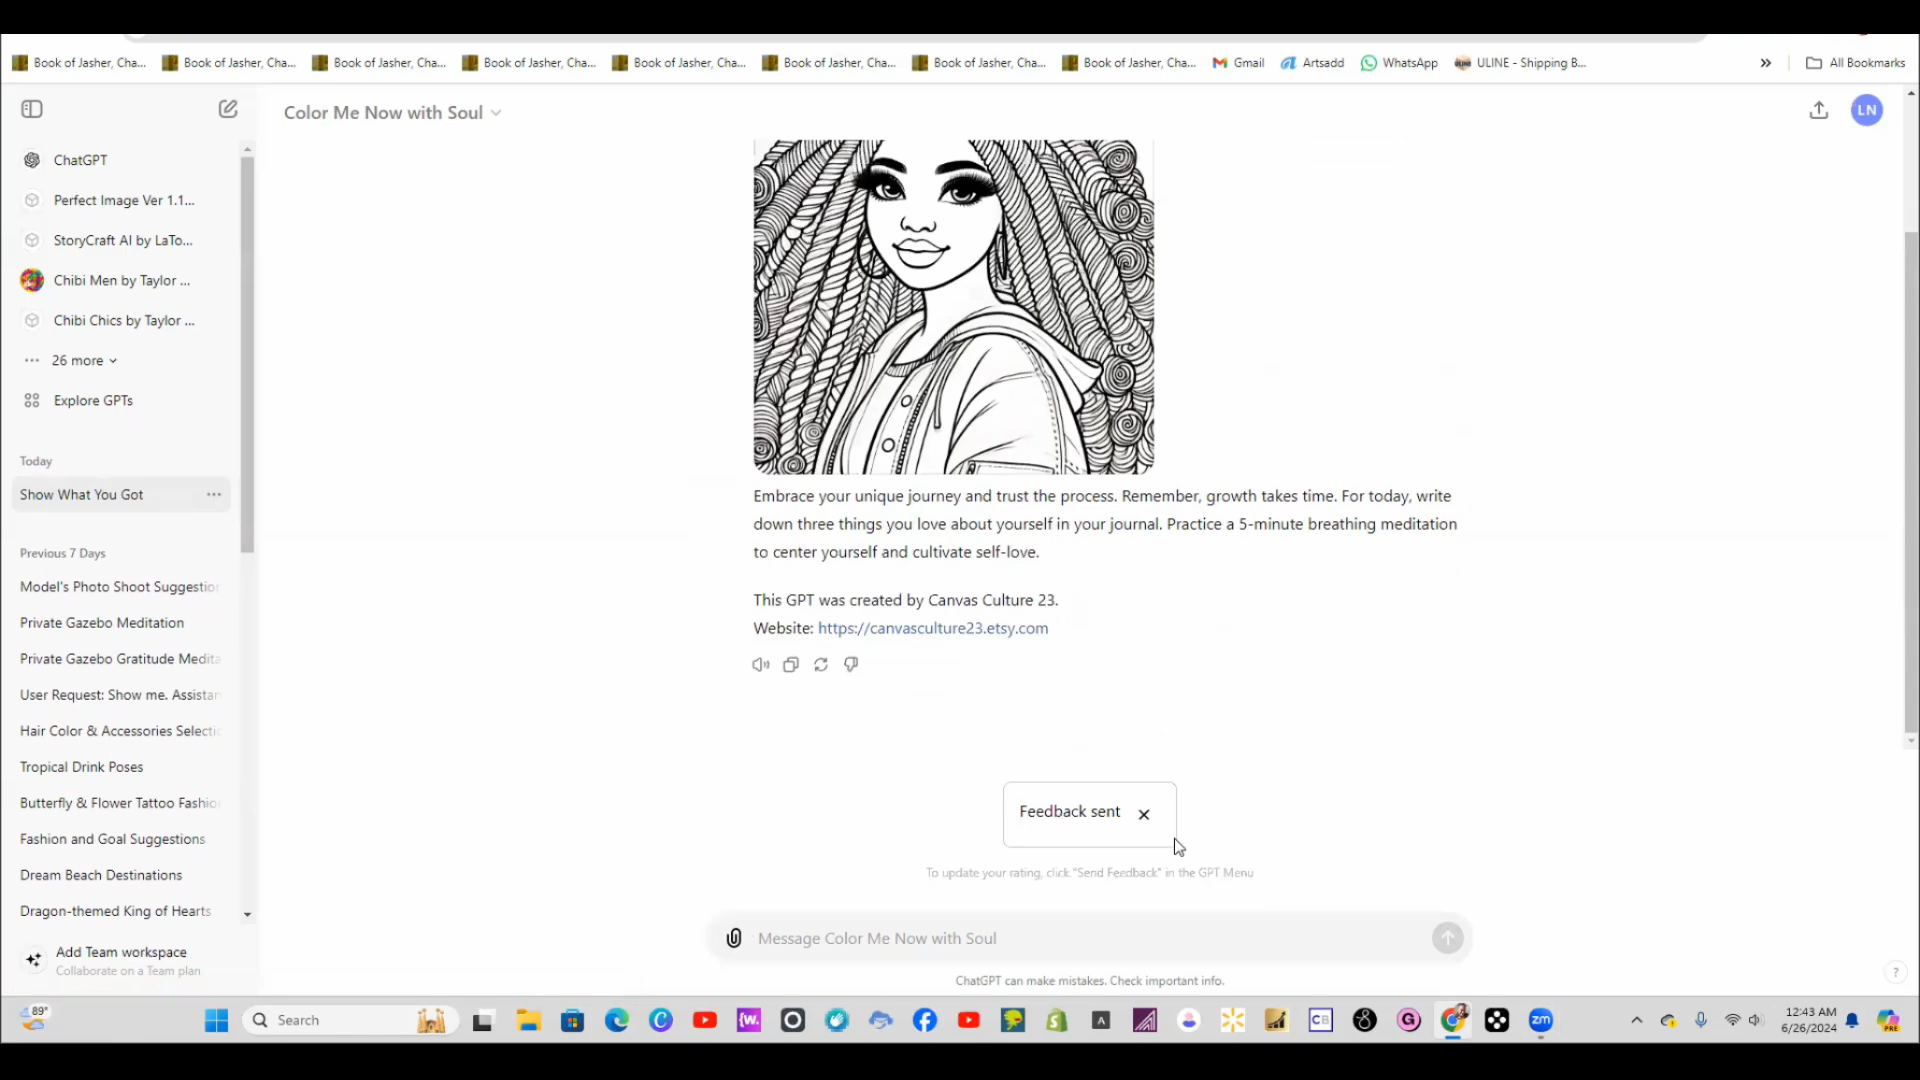 Book of Jasher, Cha...
Book of Jasher, Cha...
Book of Jasher, Cha...
Book of Jasher, Cha...
Book of Jasher, Cha...
Book of Jasher, Cha...
Book of Jasher, Cha...
Book of Jasher, Cha...
Gmail
Artsadd
WhatsApp
ULINE - Shipping B...
»
All Bookmarks
Color Me Now with Soul
LN
ChatGPT
Perfect Image Ver 1.1...
StoryCraft AI by LaTo...
Chibi Men by Taylor ...
Chibi Chics by Taylor ...
26 more
Explore GPTs
Today
Show What You Got
Previous 7 Days
Model's Photo Shoot Suggestion
Private Gazebo Meditation
Private Gazebo Gratitude Medita
User Request: Show me. Assistan
Hair Color & Accessories Selectio
Tropical Drink Poses
Butterfly & Flower Tattoo Fashio
Fashion and Goal Suggestions
Dream Beach Destinations
Dragon-themed King of Hearts
Add Team workspace
Collaborate on a Team plan
Embrace your unique journey and trust the process. Remember, growth takes time. For today, write
down three things you love about yourself in your journal. Practice a 5-minute breathing meditation
to center yourself and cultivate self-love.
This GPT was created by Canvas Culture 23.
Website: https://canvasculture23.etsy.com
Feedback sent
To update your rating, click "Send Feedback" in the GPT Menu
Message Color Me Now with Soul
ChatGPT can make mistakes. Check important info.
?
89°
Search
{w.
A
CB
G
zm
12:43 AM
6/26/2024
PRE